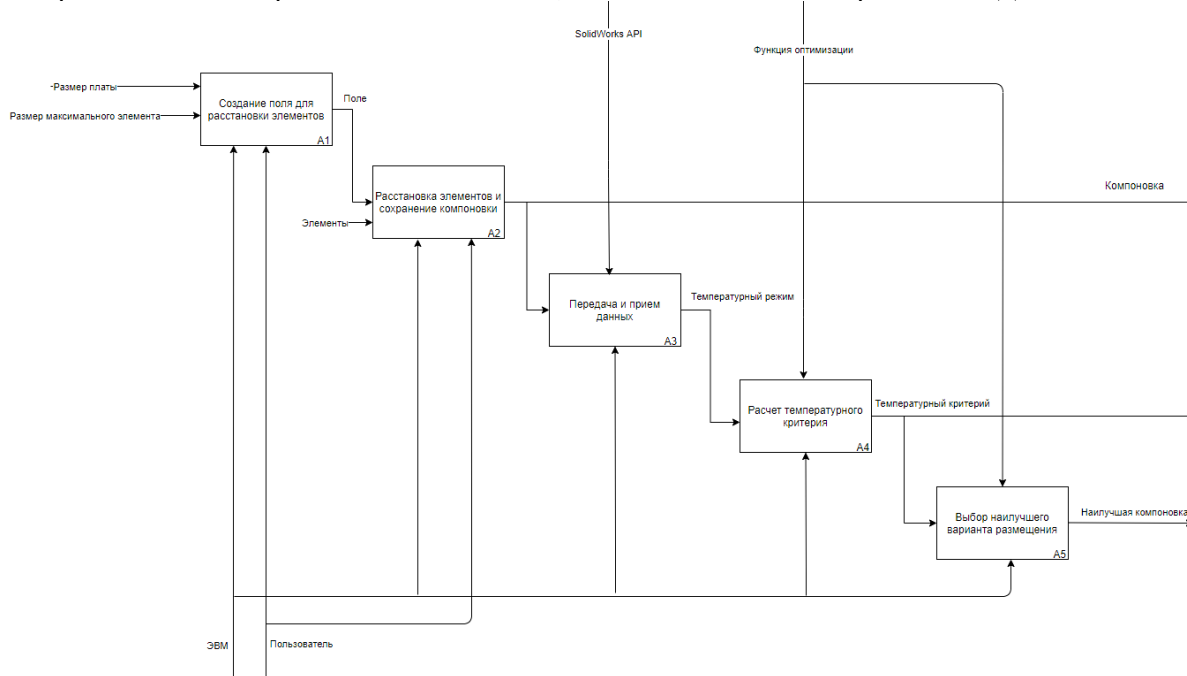 SolidWorks API
Функция оптимизации
-Размер платы
Размер максимального элемента
Создание поля для
расстановки элементов
A1
Поле
Расстановка элементов и
сохранение компоновки
A2
Элементы
Компоновка
Передача и прием
данных
A3
Температурный режим
Расчет температурного
критерия
A4
Температурный критерий
Выбор наилучшего
варианта размещения
A5
Наилучшая компоновка
ЭВМ
Пользователь